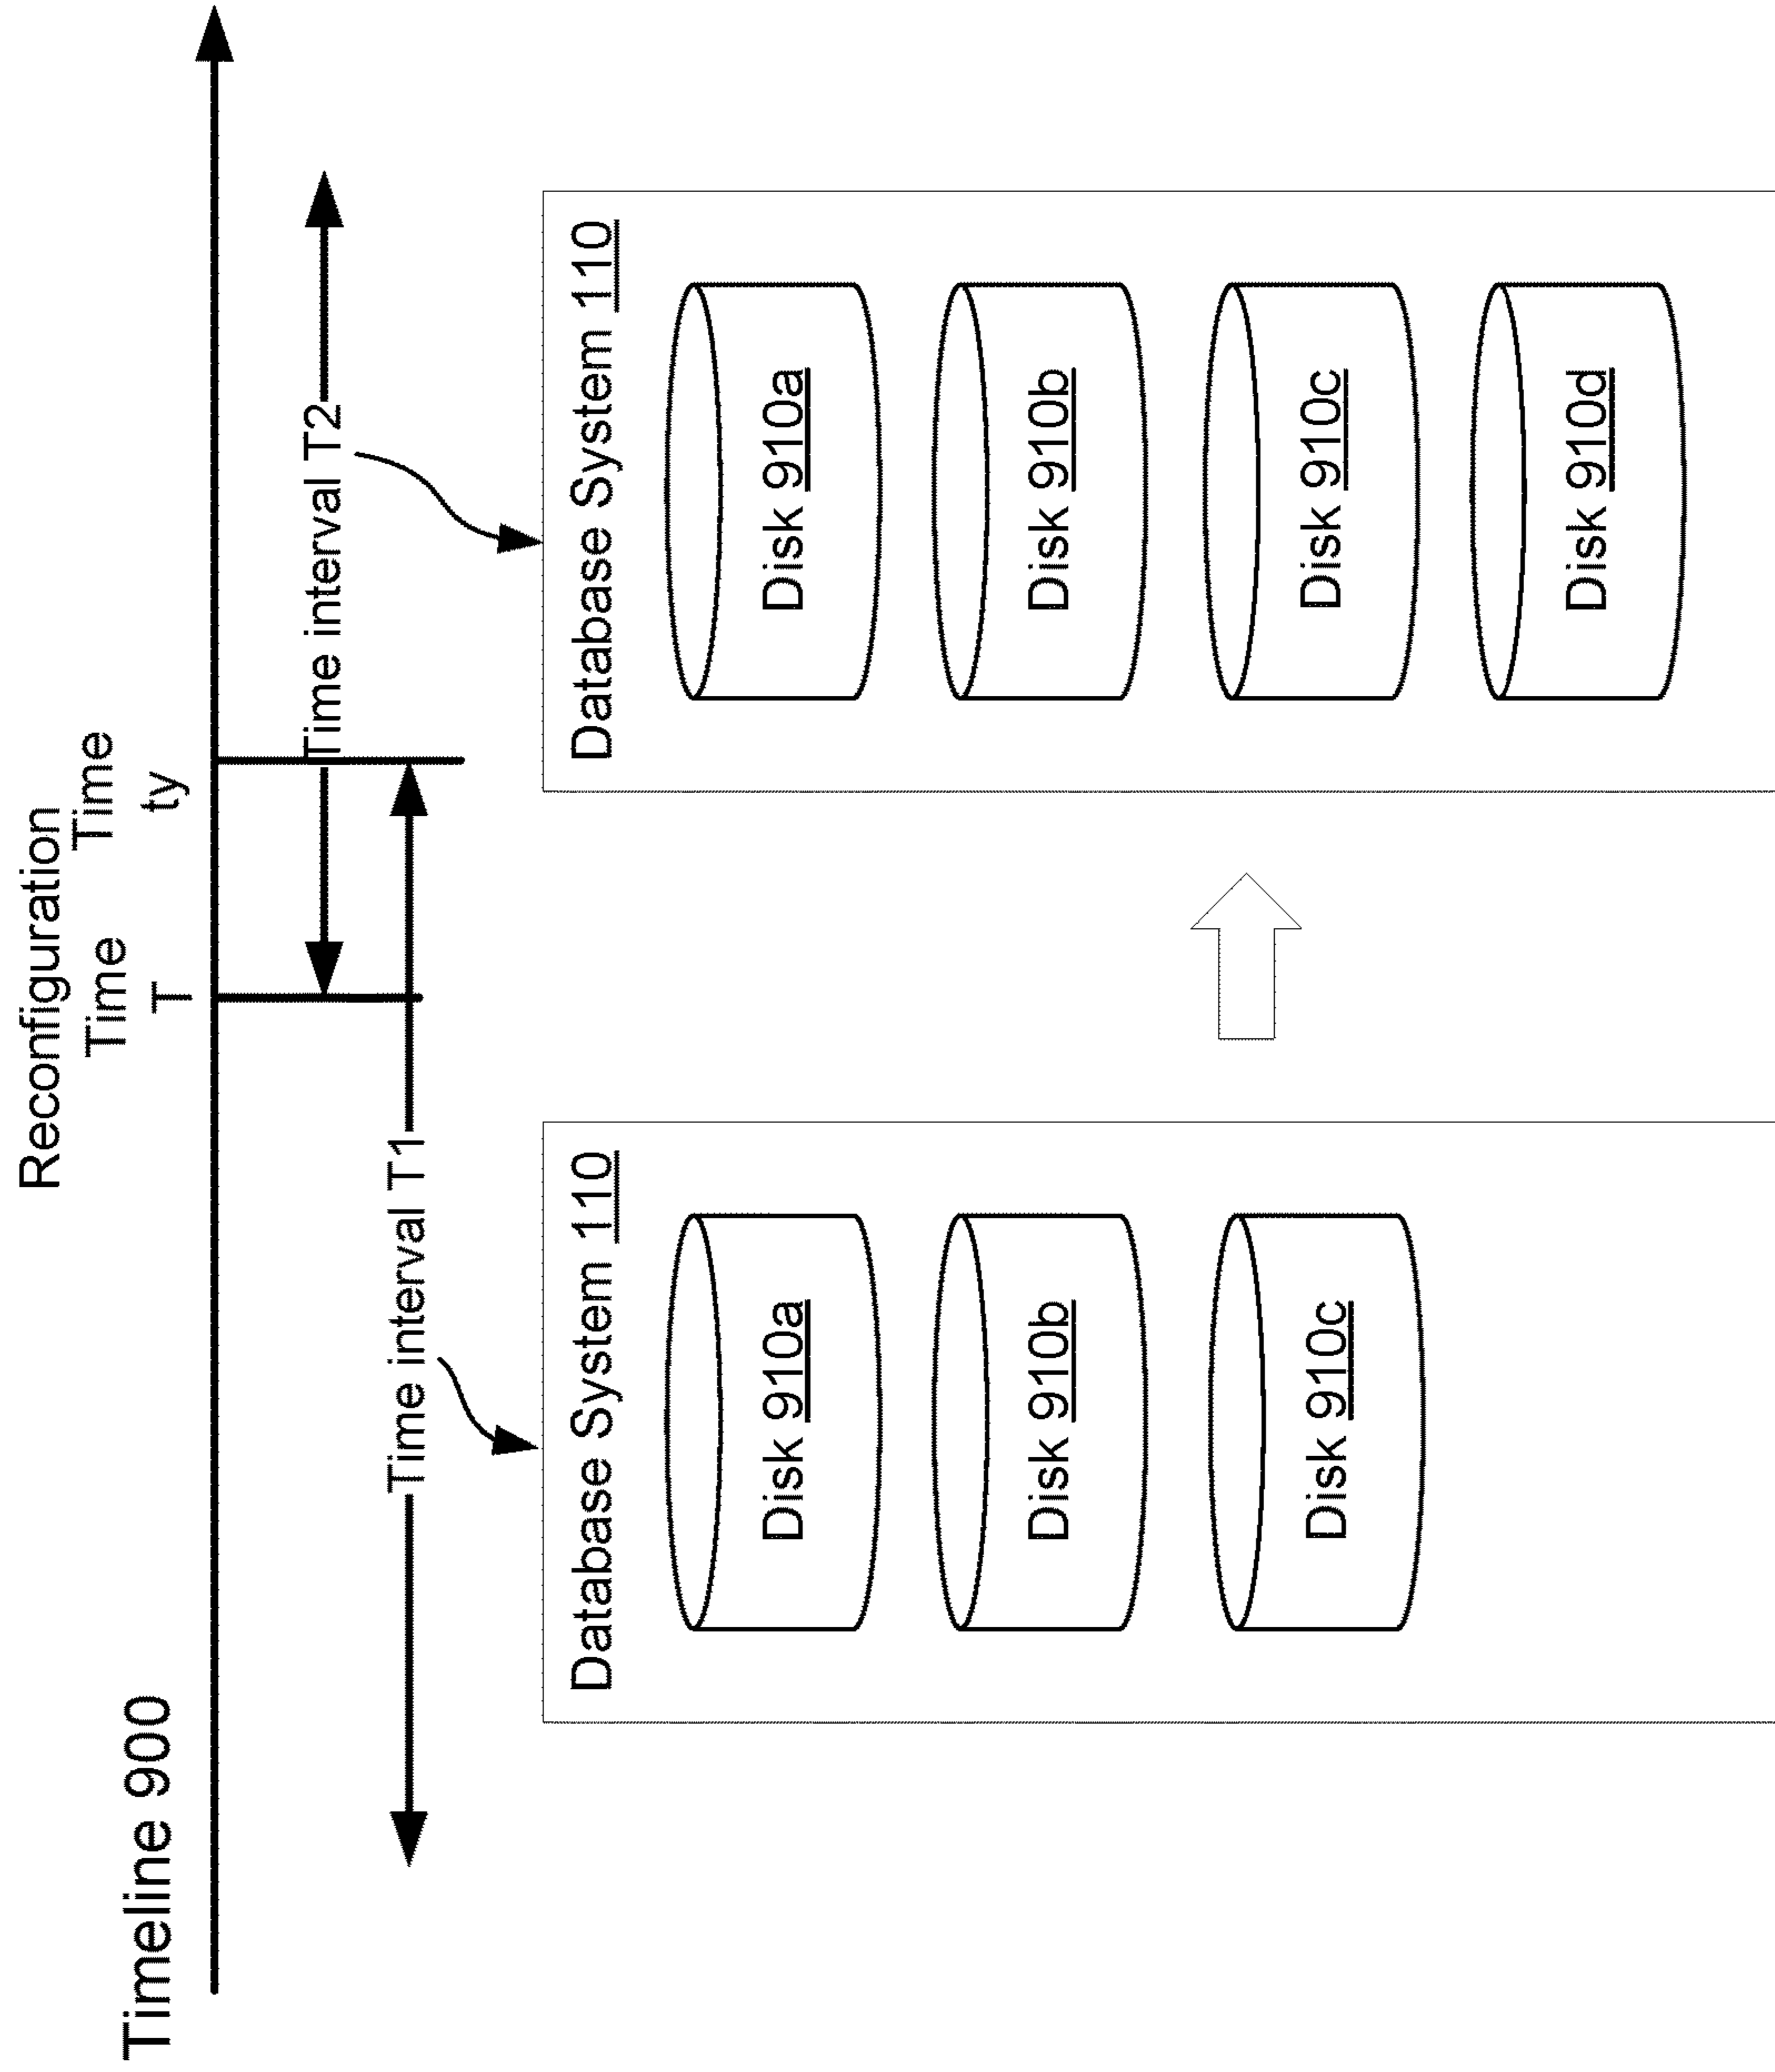 Timeline 900
Reconfiguration
Time Time
T ty
Time interval T2
Time interval T1
Database System 110
Disk 910a
Disk 910b
Disk 910c
Database System 110
Disk 910a
Disk 910b
Disk 910c
Disk 910d